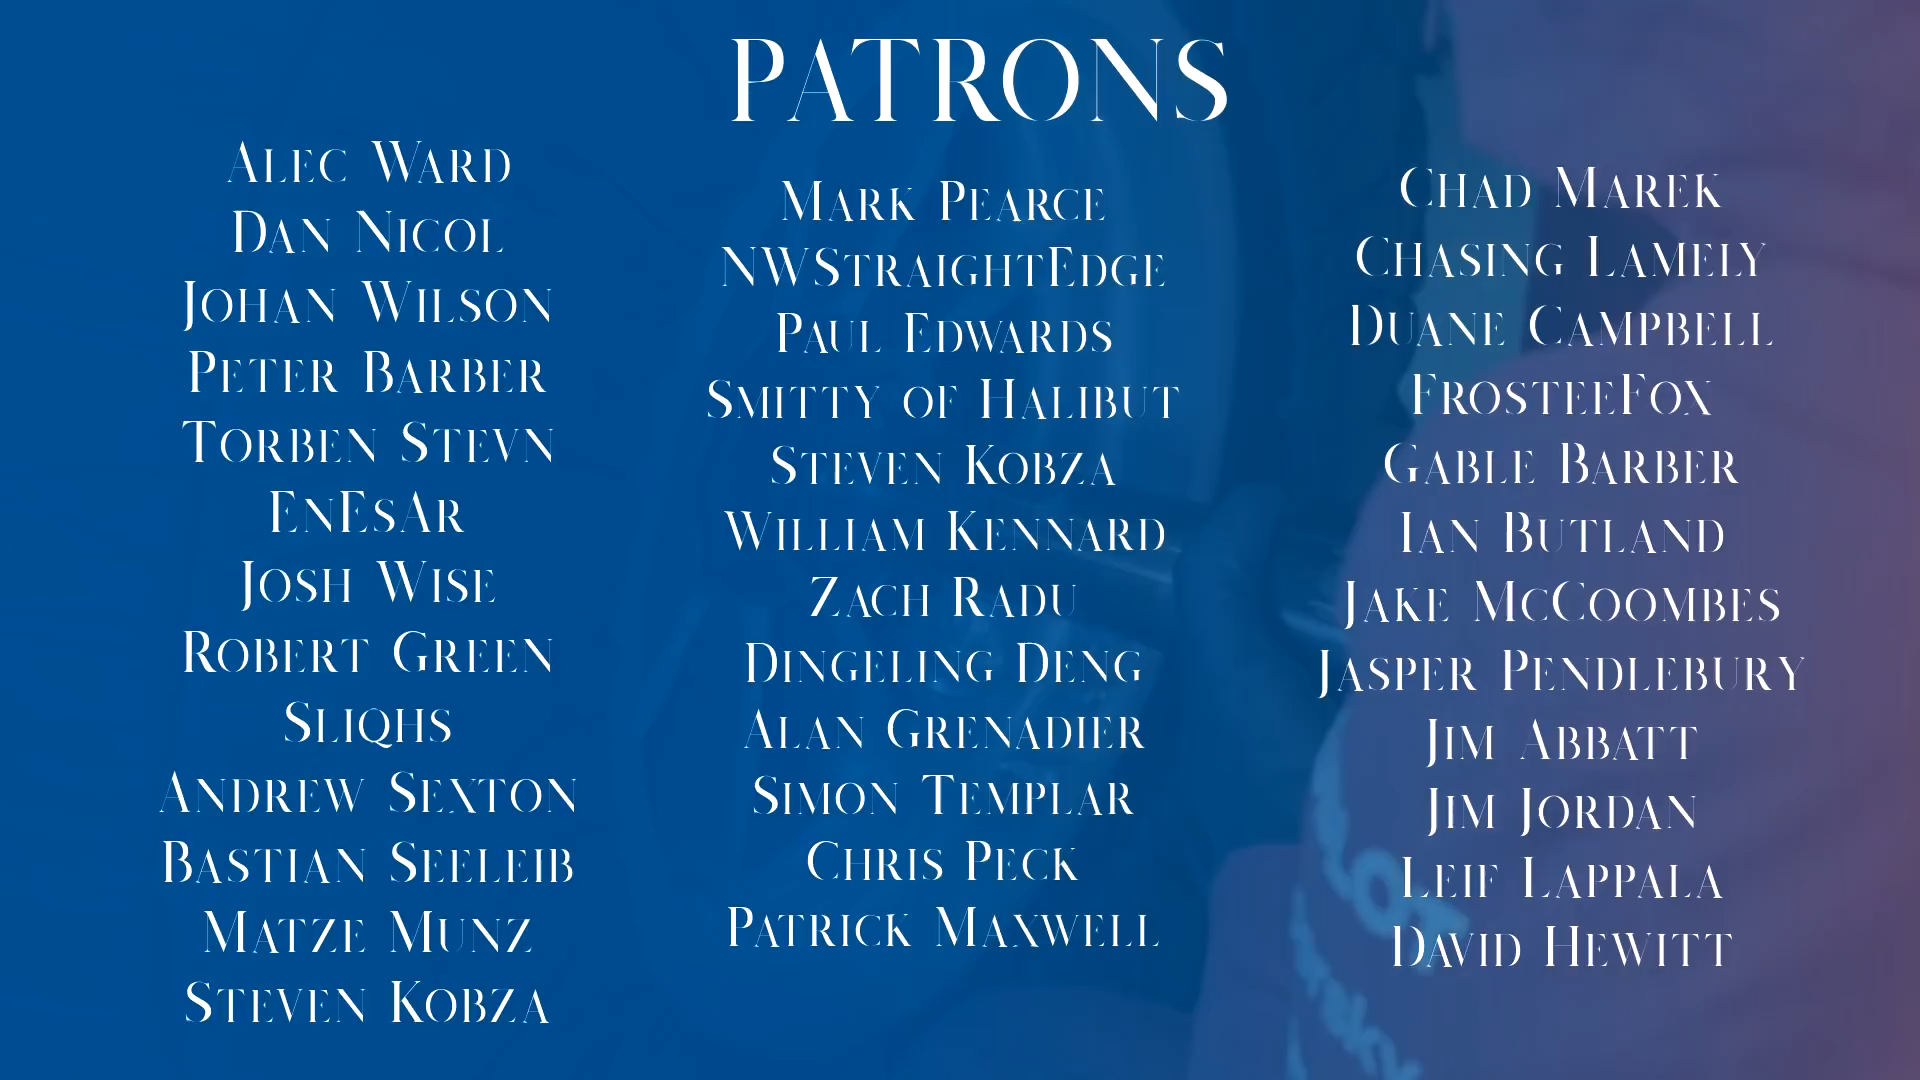 PATRONS
Alec Ward
Dan Nicol
Johan Wilson
Peter Barber
Torben Stevn
EnEsAr
Josh Wise
Robert Green
Sliqhs
Andrew Sexton
Bastian Seeleib
Matze Munz
Steven Kobza
Mark Pearce
NWStraightEdge
Paul Edwards
Smitty of Halibut
Steven Kobza
William Kennard
Zach Radu
Dingeling Deng
Alan Grenadier
Simon Templar
Chris Peck
Patrick Maxwell
Chad Marek
Chasing Lamely
Duane Campbell
FrosteeFox
Gable Barber
Ian Butland
Jake McCoombes
Jasper Pendlebury
Jim Abbatt
Jim Jordan
Leif Lappala
David Hewitt